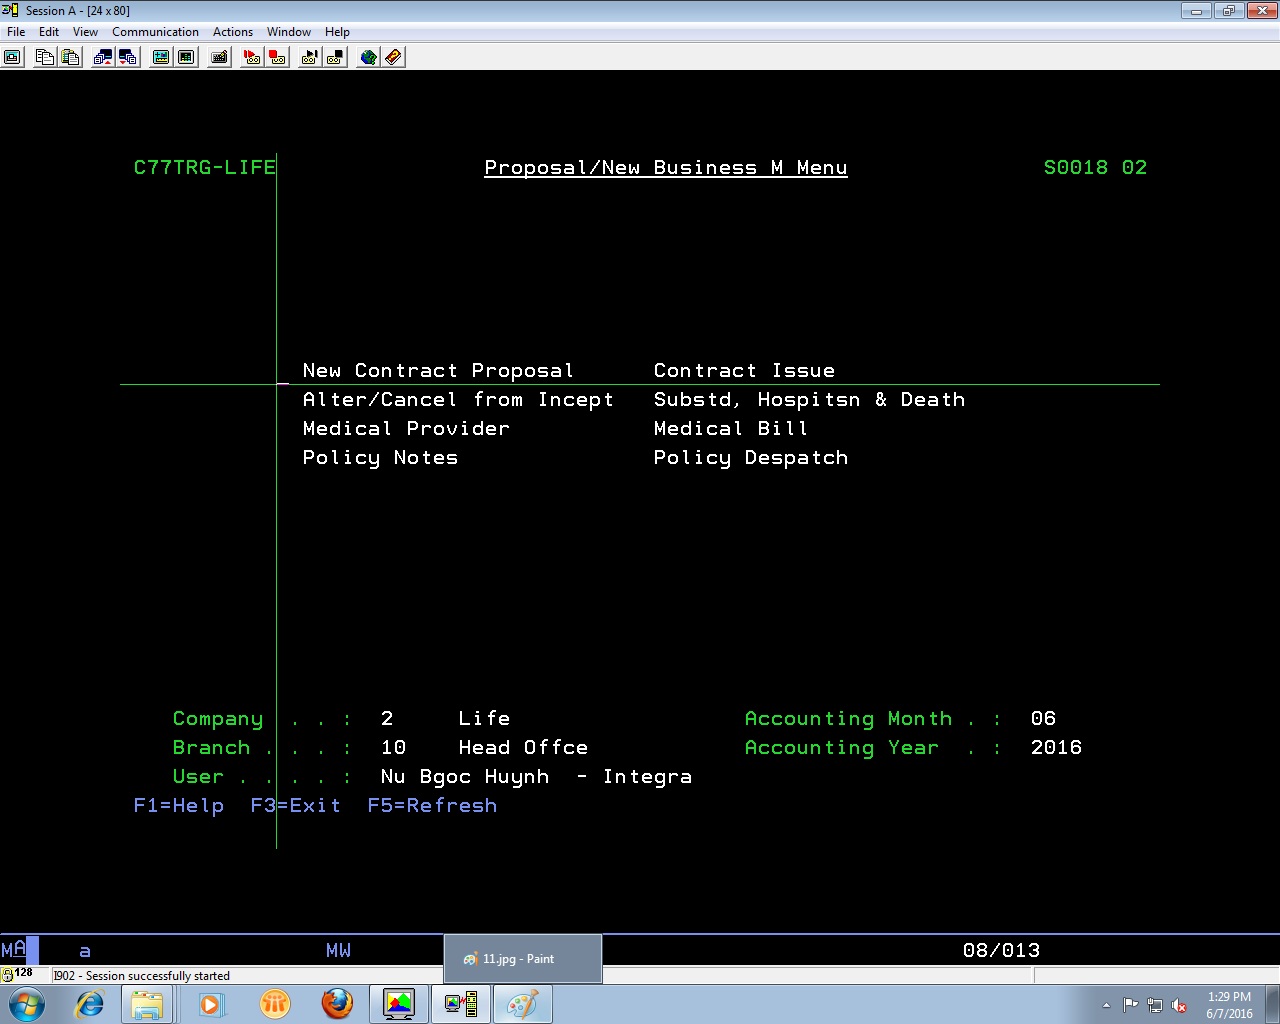 Session A - [24 x 80]
File Edit View Communication Actions Window Help
C77TRG-LIFE Proposal/New Business M Menu S0018 02
New Contract Proposal Contract Issue
Alter/Cancel from Incept Substd, Hospitsn & Death
Medical Provider Medical Bill
Policy Notes Policy Despatch
Company . . : 2 Life Accounting Month . : 06
Branch . . . : 10 Head Offce Accounting Year . : 2016
User . . . . : Nu Bgoc Huynh - Integra
F1=Help F3=Exit F5=Refresh
MA a MW 08/013
11.jpg - Paint
128 I902 - Session successfully started
1:29 PM
6/7/2016